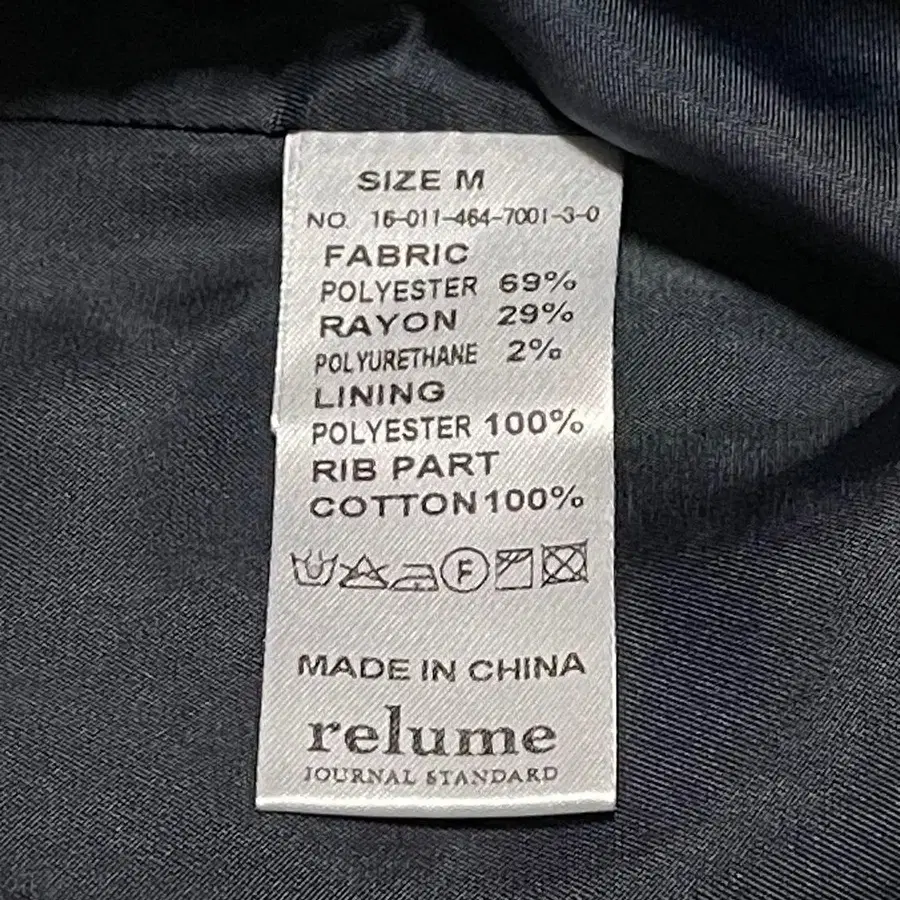 SIZE M
NO. 16-011-464-7001-3-0
FABRIC
POLYESTER 69%
RAYON 29%
POLYURETHANE 2%
LINING
POLYESTER 100%
RIB PART
COTTON 100%
F
MADE IN CHINA
relume
JOURNAL STANDARD